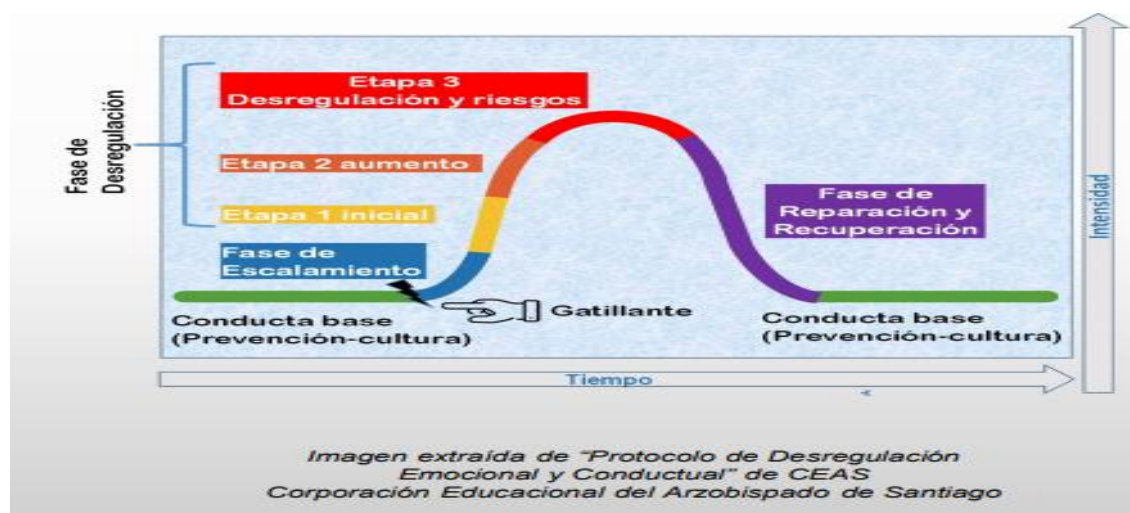 Etapa 3
Desregulación y riesgos
Fase de
Desregulación
Etapa 2 aumento
Etapa 1 inicial
Fase de
Escalamiento
Fase de
Reparación y
Recuperación
Intensidad
Gatillante
Conducta base
(Prevención-cultura)
Conducta base
(Prevención-cultura)
Tiempo
Imagen extraída de "Protocolo de Desregulación
Emocional y Conductual" de CEAS
Corporación Educacional del Arzobispado de Santiago